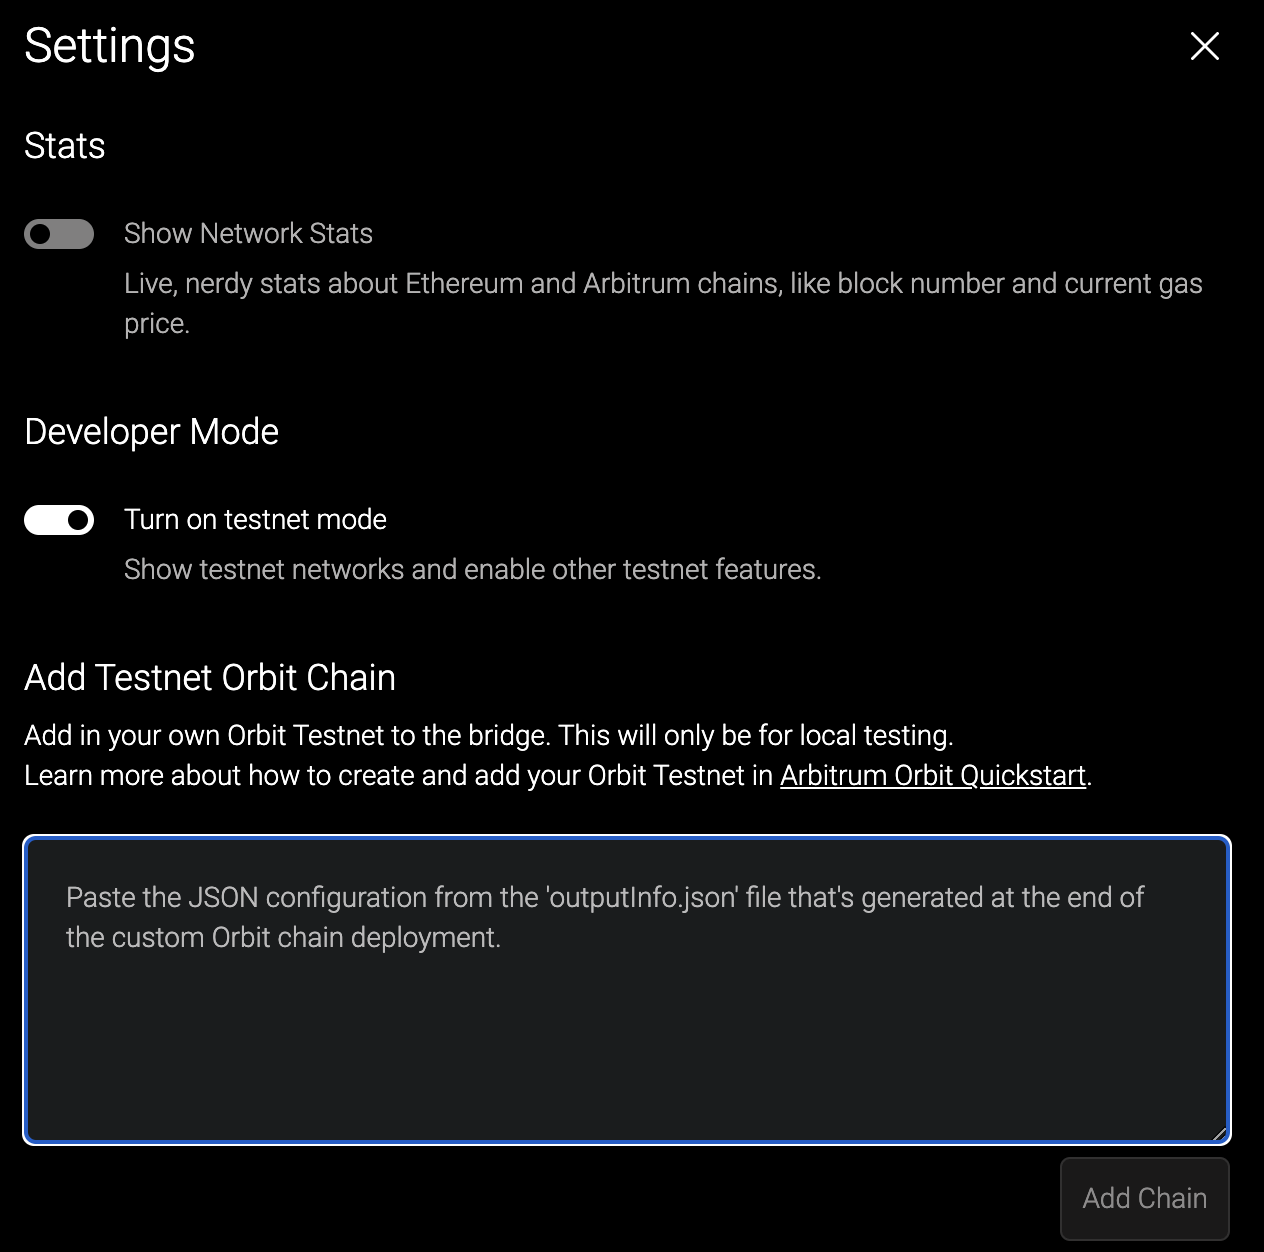 Settings
Stats
Show Network Stats
Live, nerdy stats about Ethereum and Arbitrum chains, like block number and current gas
price.
Developer Mode
Turn on testnet mode
Show testnet networks and enable other testnet features.
Add Testnet Orbit Chain
Add in your own Orbit Testnet to the bridge. This will only be for local testing.
Learn more about how to create and add your Orbit Testnet in Arbitrum Orbit Quickstart.
Paste the JSON configuration from the 'outputInfo.json' file that's generated at the end of
the custom Orbit chain deployment.
Add Chain